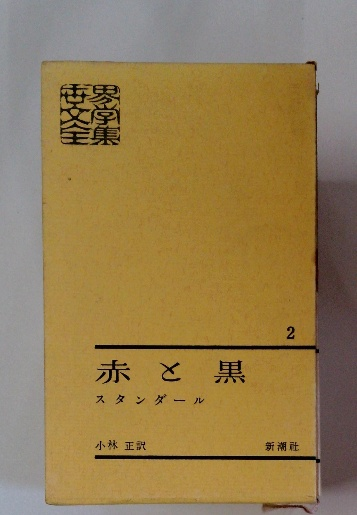 世界文学全集
2
赤と黒
スタンダール
小林 正訳 新潮社